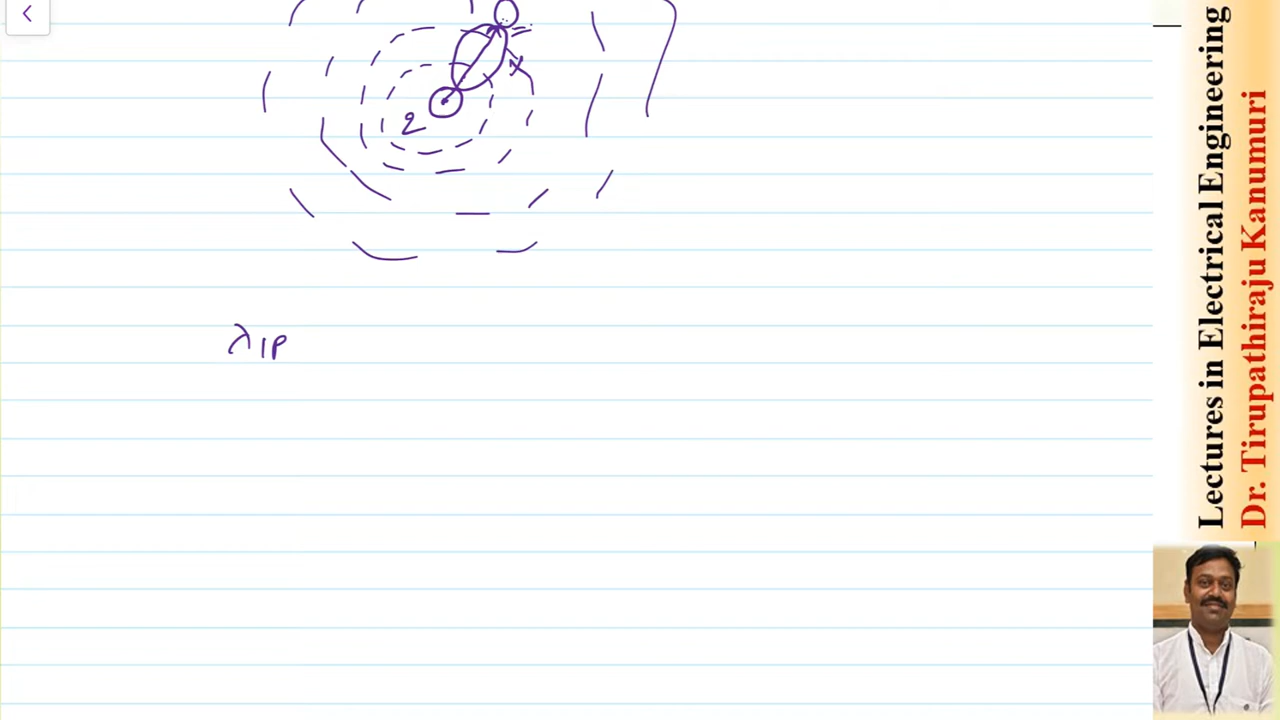 2
λ1P
Lectures in Electrical Engineering
Dr. Tirupathiraju Kanumuri